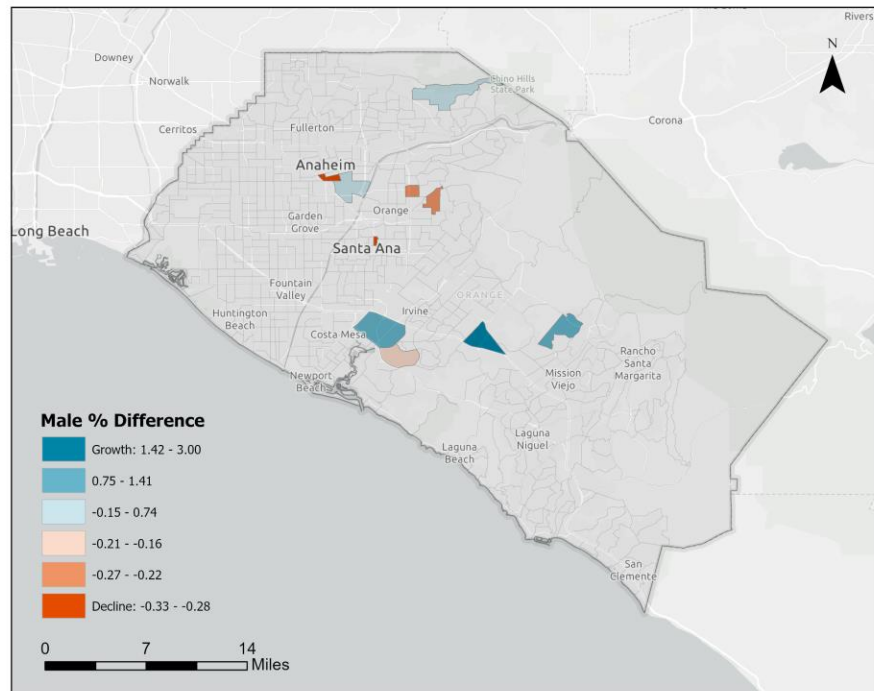 Downey
Norwalk
Cerritos
Fullerton
Chino Hills
State Park
Corona
Rivers
N
Anaheim
Garden
Grove
Orange
Long Beach
Santa Ana
Fountain
Valley
ORANGE
Huntington
Beach
Irvine
Costa Mesa
Newport
Beach
Mission
Viejo
Rancho
Santa
Margarita
Laguna
Beach
Laguna
Niguel
San
Clemente
Male % Difference
Growth: 1.42 - 3.00
0.75 - 1.41
-0.15 - 0.74
-0.21 - -0.16
-0.27 - -0.22
Decline: -0.33 - -0.28
0 7 14
Miles